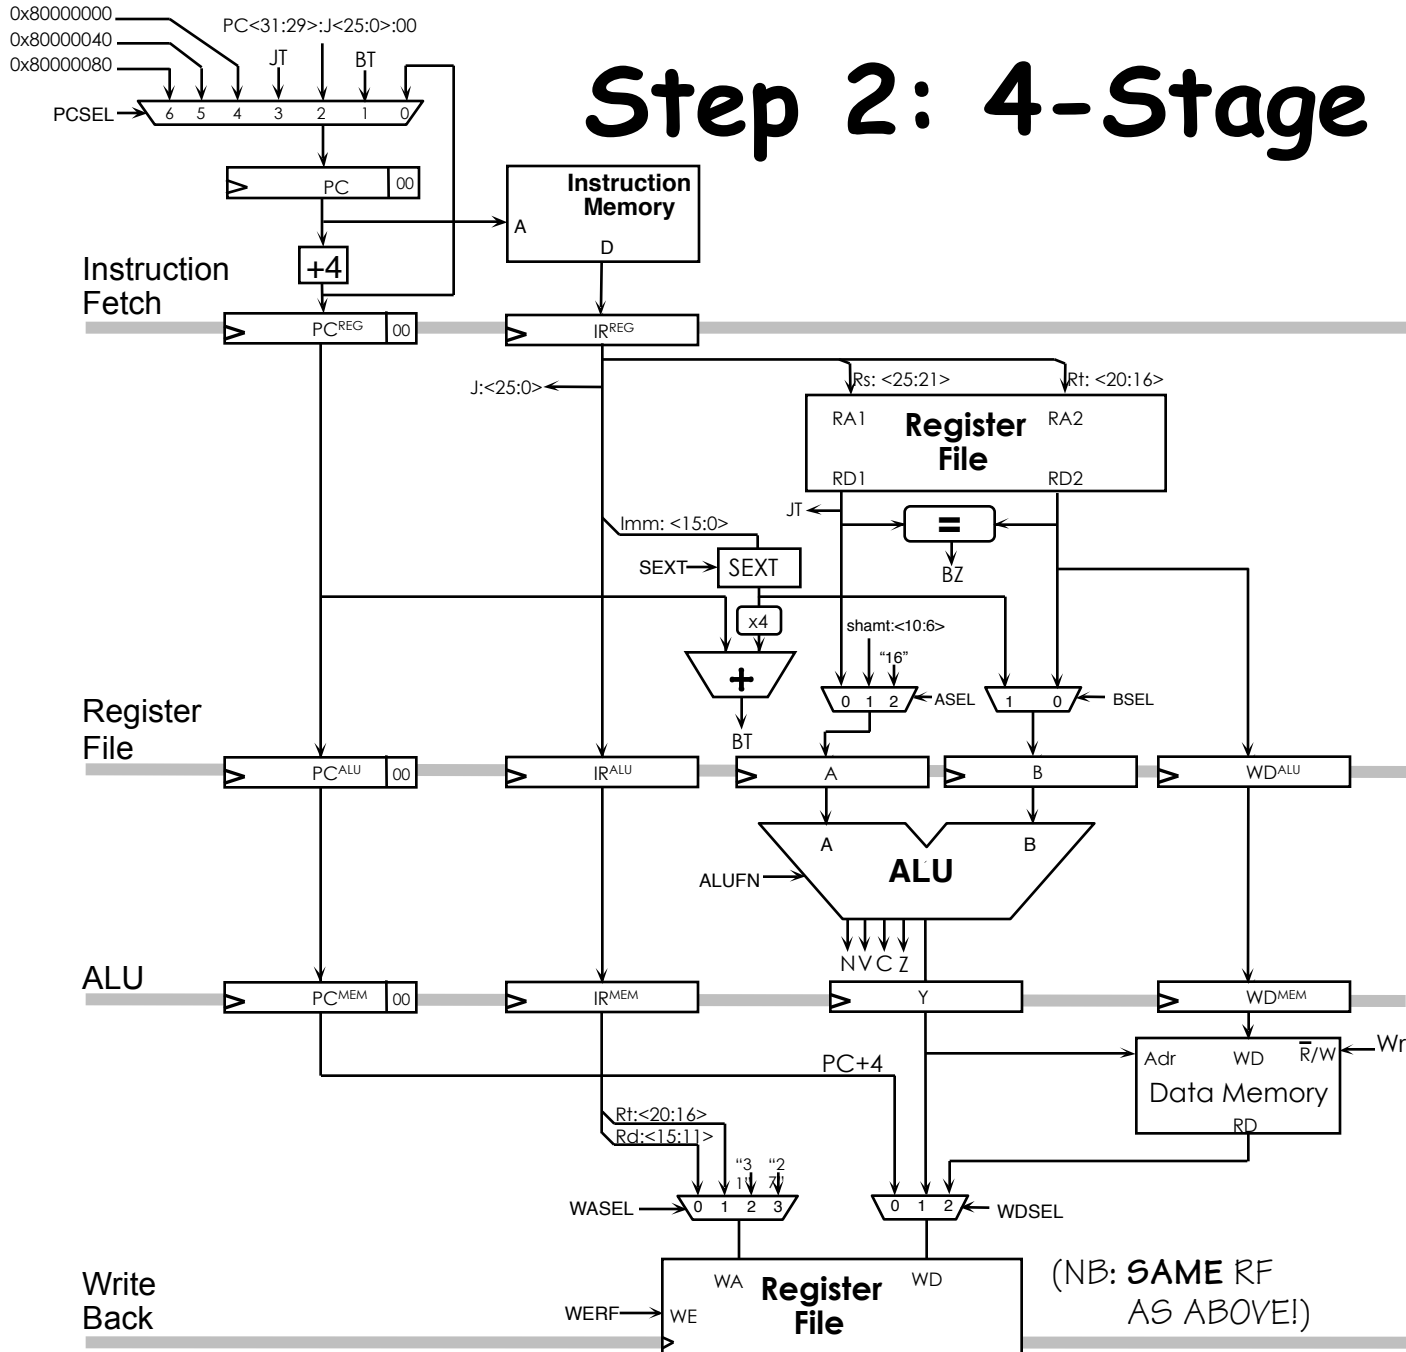 0x80000000
0x80000040
0x80000080
PC<31:29>:J<25:0>:00
JT
BT
Step 2: 4-Stage
PCSEL
6 5 4 3 2 1 0
PC 00
Instruction
Memory
A
D
+4
Instruction
Fetch
PCREG 00
IRREG
J:<25:0>
Rs: <25:21>
Rt: <20:16>
RA1
RA2
Register
File
RD1
RD2
JT
=
BZ
Imm: <15:0>
SEXT
SEXT
x4
shamt:<10:6>
“16”
+
0 1 2
ASEL
1 0
BSEL
BT
Register
File
PCALU 00
IRALU
A
B
WDALU
A
B
ALU
ALUFN
N V C Z
ALU
PCMEM 00
IRMEM
Y
WDMEM
PC+4
Adr
WD
R/W
Wr
Data Memory
RD
Rt:<20:16>
Rd:<15:11>
“3
1”
“2
7”
WASEL
0 1 2 3
0 1 2
WDSEL
Write
Back
WA
WD
Register
File
WERF
WE
(NB: SAME RF
AS ABOVE!)